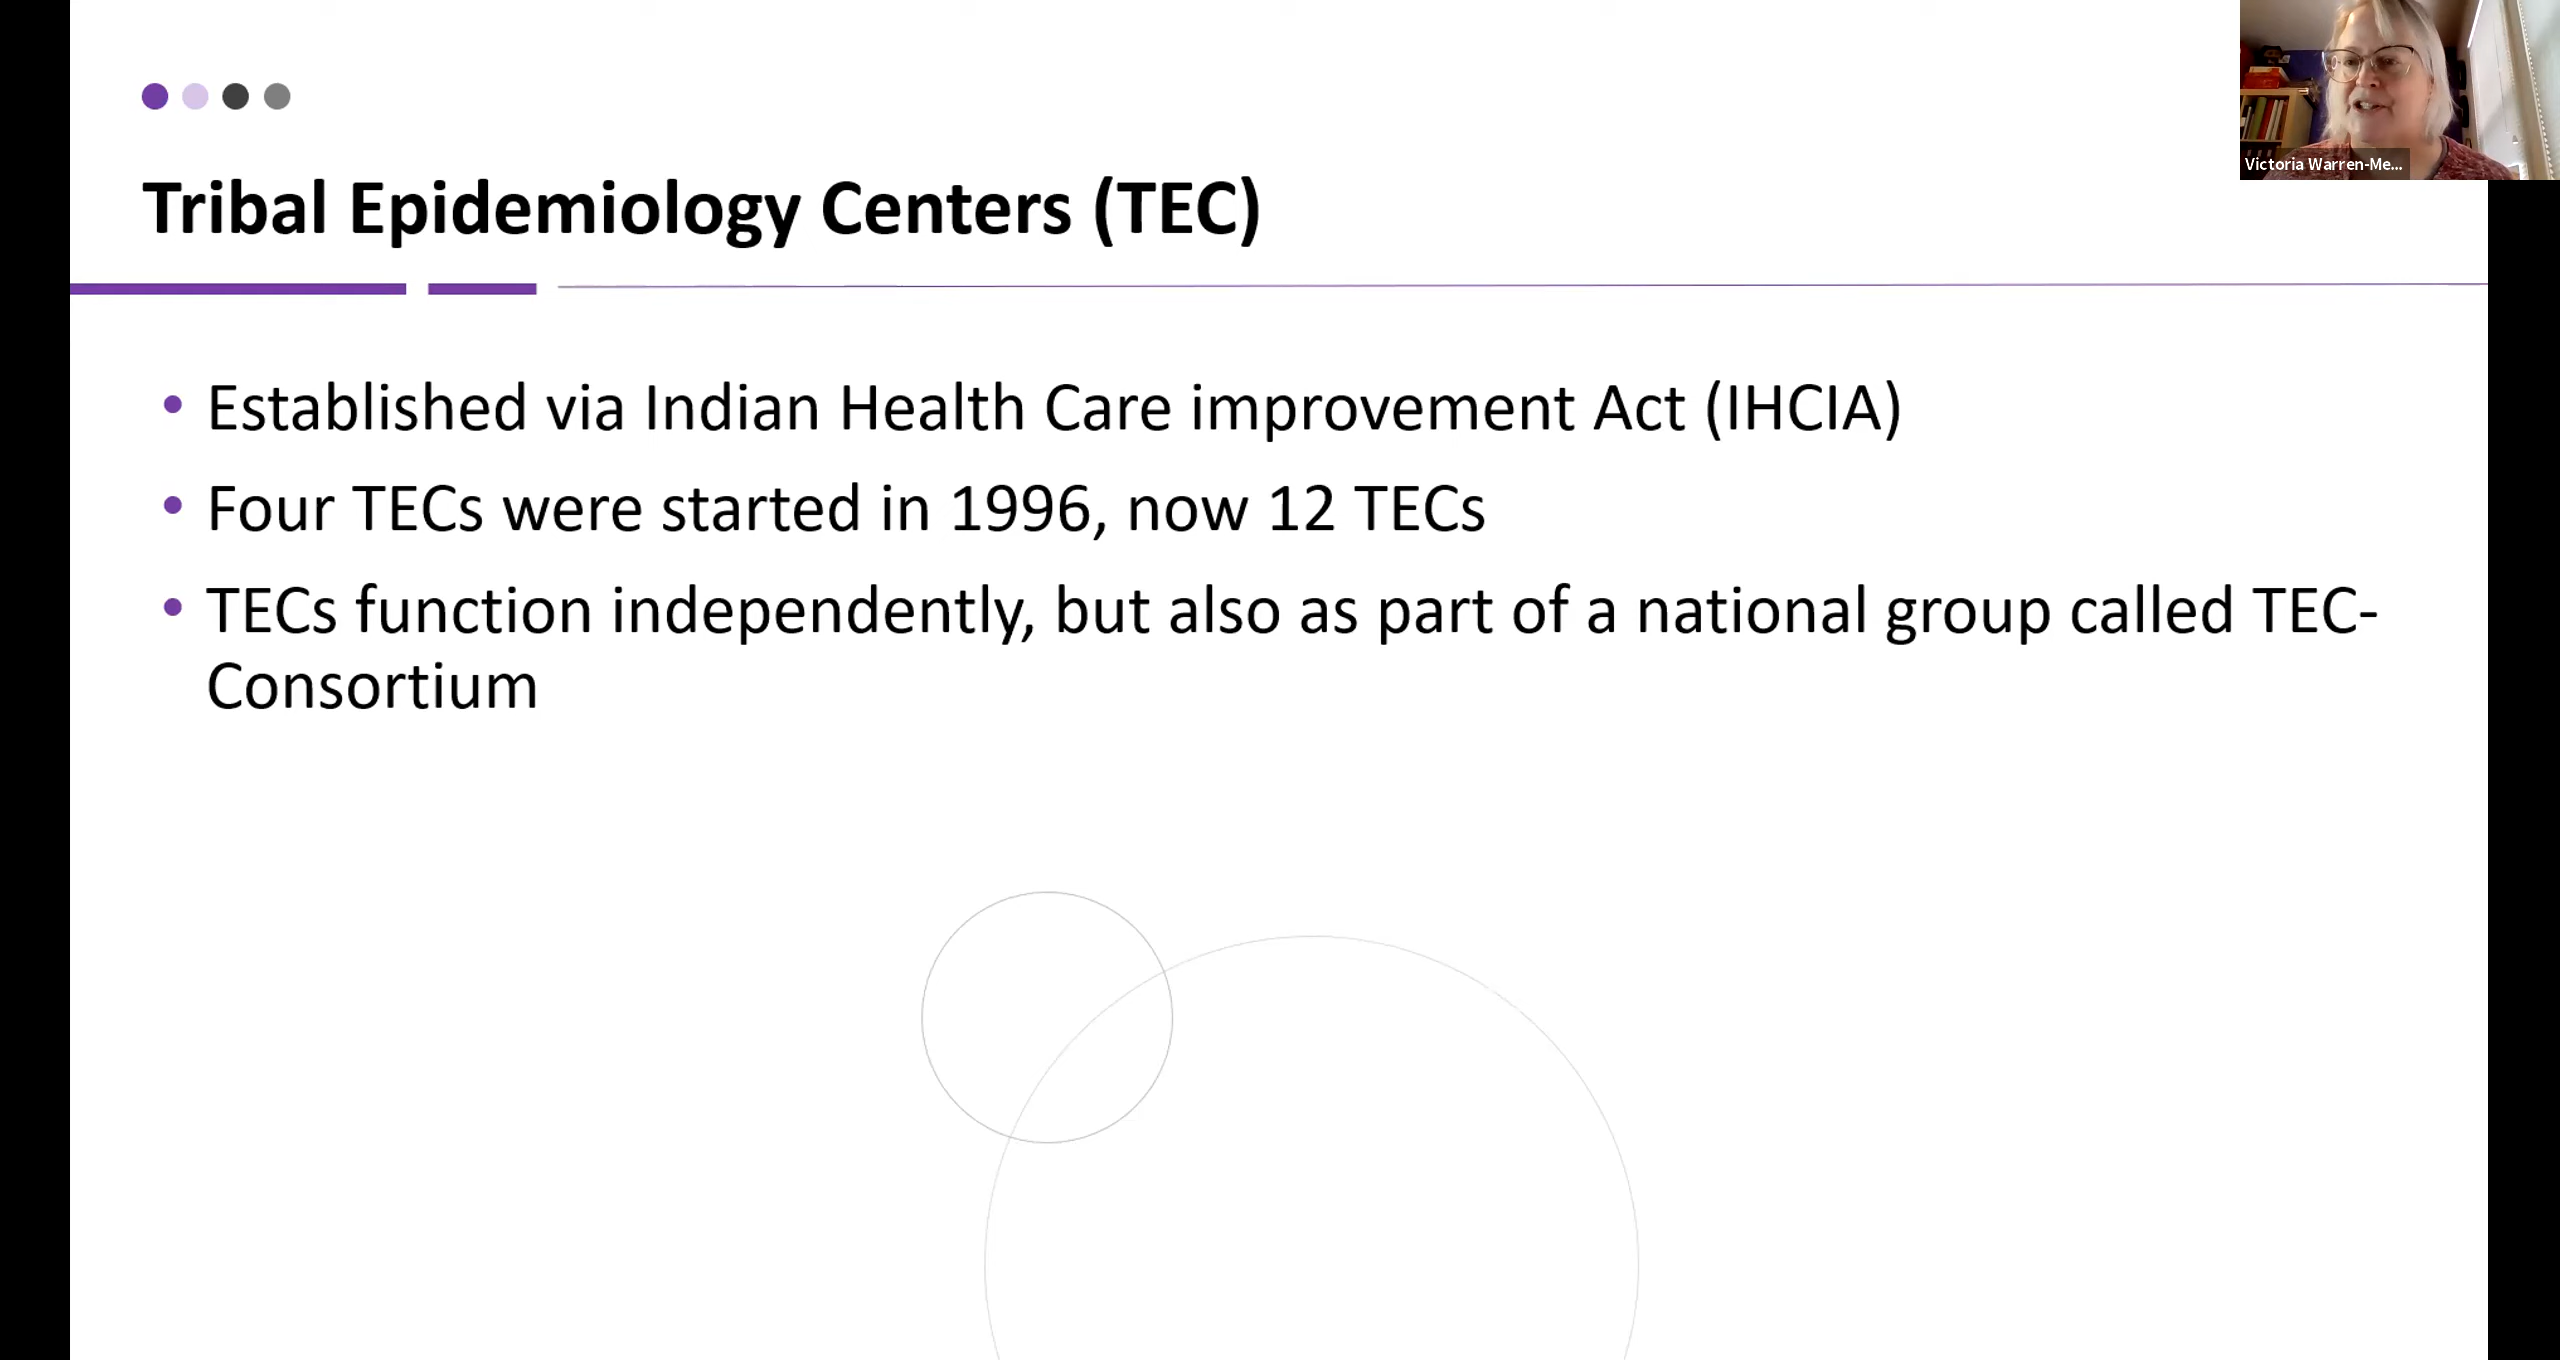 Victoria Warren-Me...
Tribal Epidemiology Centers (TEC)
• Established via Indian Health Care improvement Act (IHCIA)
• Four TECs were started in 1996, now 12 TECs
• TECs function independently, but also as part of a national group called TEC-
Consortium